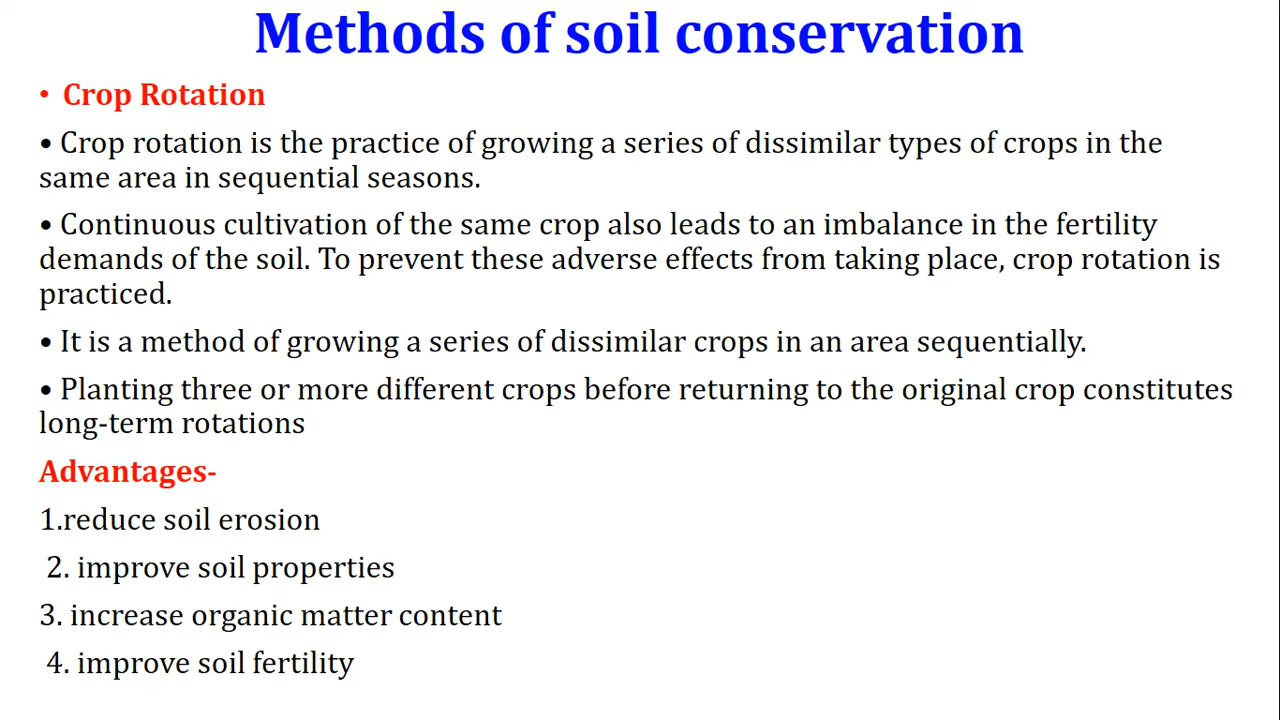 Methods of soil conservation
• Crop Rotation
• Crop rotation is the practice of growing a series of dissimilar types of crops in the
same area in sequential seasons.
• Continuous cultivation of the same crop also leads to an imbalance in the fertility
demands of the soil. To prevent these adverse effects from taking place, crop rotation is
practiced.
• It is a method of growing a series of dissimilar crops in an area sequentially.
• Planting three or more different crops before returning to the original crop constitutes
long-term rotations
Advantages-
1.reduce soil erosion
2. improve soil properties
3. increase organic matter content
4. improve soil fertility